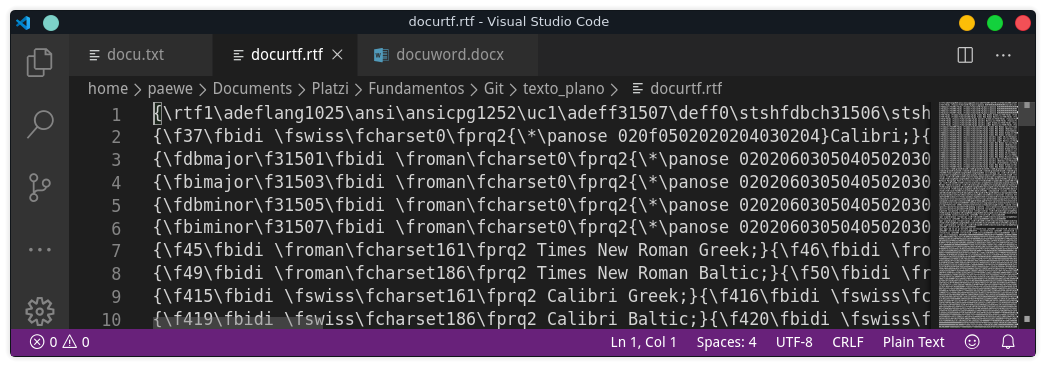 docurtf.rtf - Visual Studio Code
docu.txt docurtf.rtf docuword.docx
home > paewe > Documents > Platzi > Fundamentos > Git > texto_plano > docurtf.rtf
1 {\rtf1\adeflang1025\ansi\ansicpg1252\uc1\adeff31507\deff0\stshfdbch31506\stsh
2 {\f37\fbidi \fswiss\fcharset0\fprq2{\*\panose 020f0502020204030204}Calibri;}{
3 {\fdbmajor\f31501\fbidi \froman\fcharset0\fprq2{\*\panose 0202060305040502030
4 {\fbimajor\f31503\fbidi \froman\fcharset0\fprq2{\*\panose 0202060305040502030
5 {\fdbminor\f31505\fbidi \froman\fcharset0\fprq2{\*\panose 0202060305040502030
6 {\fbiminor\f31507\fbidi \froman\fcharset0\fprq2{\*\panose 0202060305040502030
7 {\f45\fbidi \froman\fcharset161\fprq2 Times New Roman Greek;}{\f46\fbidi \fro
8 {\f49\fbidi \froman\fcharset186\fprq2 Times New Roman Baltic;}{\f50\fbidi \fr
9 {\f415\fbidi \fswiss\fcharset161\fprq2 Calibri Greek;}{\f416\fbidi \fswiss\fc
10 {\f419\fbidi \fswiss\fcharset186\fprq2 Calibri Baltic;}{\f420\fbidi \fswiss\f
0 0 Ln 1, Col 1 Spaces: 4 UTF-8 CRLF Plain Text